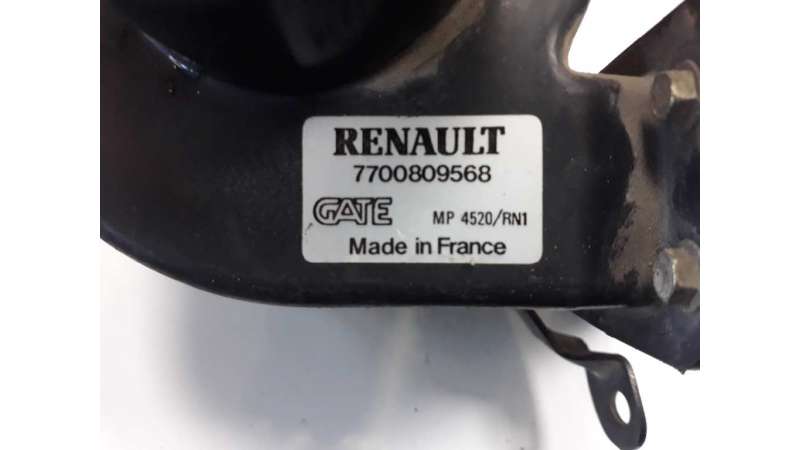 RENAULT
7700809568
GATE MP 4520/RN1
Made in France